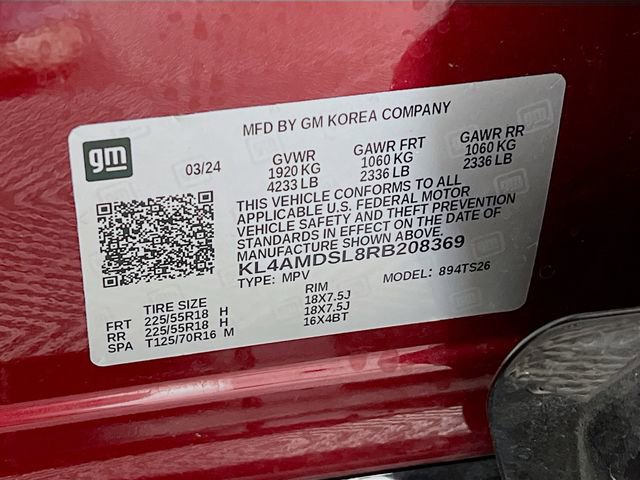 MFD BY GM KOREA COMPANY
gm 03/24 GVWR GAWR FRT GAWR RR
1920 KG 1060 KG 1060 KG
4233 LB 2336 LB 2336 LB
THIS VEHICLE CONFORMS TO ALL
APPLICABLE U.S. FEDERAL MOTOR
VEHICLE SAFETY AND THEFT PREVENTION
STANDARDS IN EFFECT ON THE DATE OF
MANUFACTURE SHOWN ABOVE.
KL4AMDSL8RB208369
TYPE: MPV MODEL: 894TS26
TIRE SIZE RIM
FRT 225/55R18 H 18X7.5J
RR 225/55R18 H 18X7.5J
SPA T125/70R16 M 16X4BT